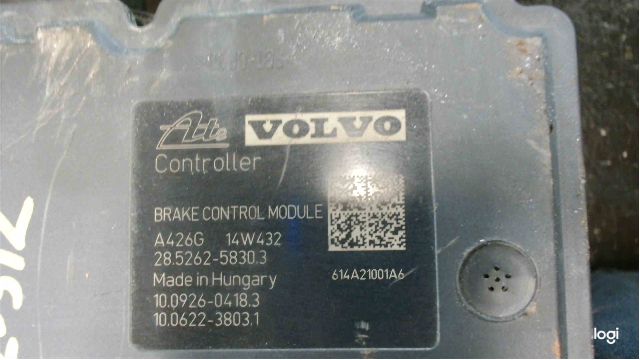 Ate VOLVO
Controller
BRAKE CONTROL MODULE
A426G 14W432
28.5262-5830.3
Made in Hungary
614A21001A6
10.0926-0418.3
10.0622-3803.1
.logi